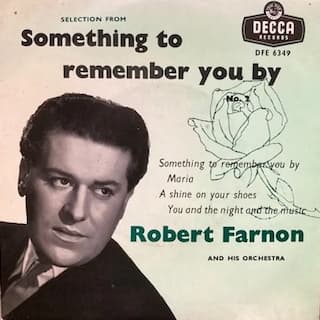 SELECTION FROM
DECCA
RECORDS
DFE 6349
Something to
remember you by
No. 2
Something to remember you by
Maria
A shine on your shoes
You and the night and the music
Robert Farnon
AND HIS ORCHESTRA